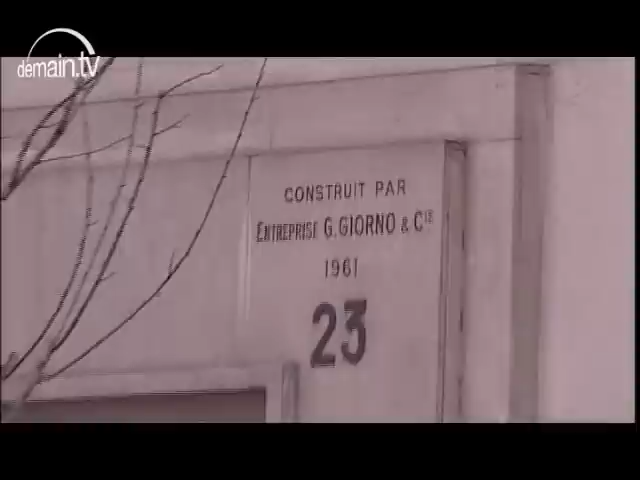 demain.tv
CONSTRUIT PAR
ENTREPRISE G. GIORNO & CIE
1961
23